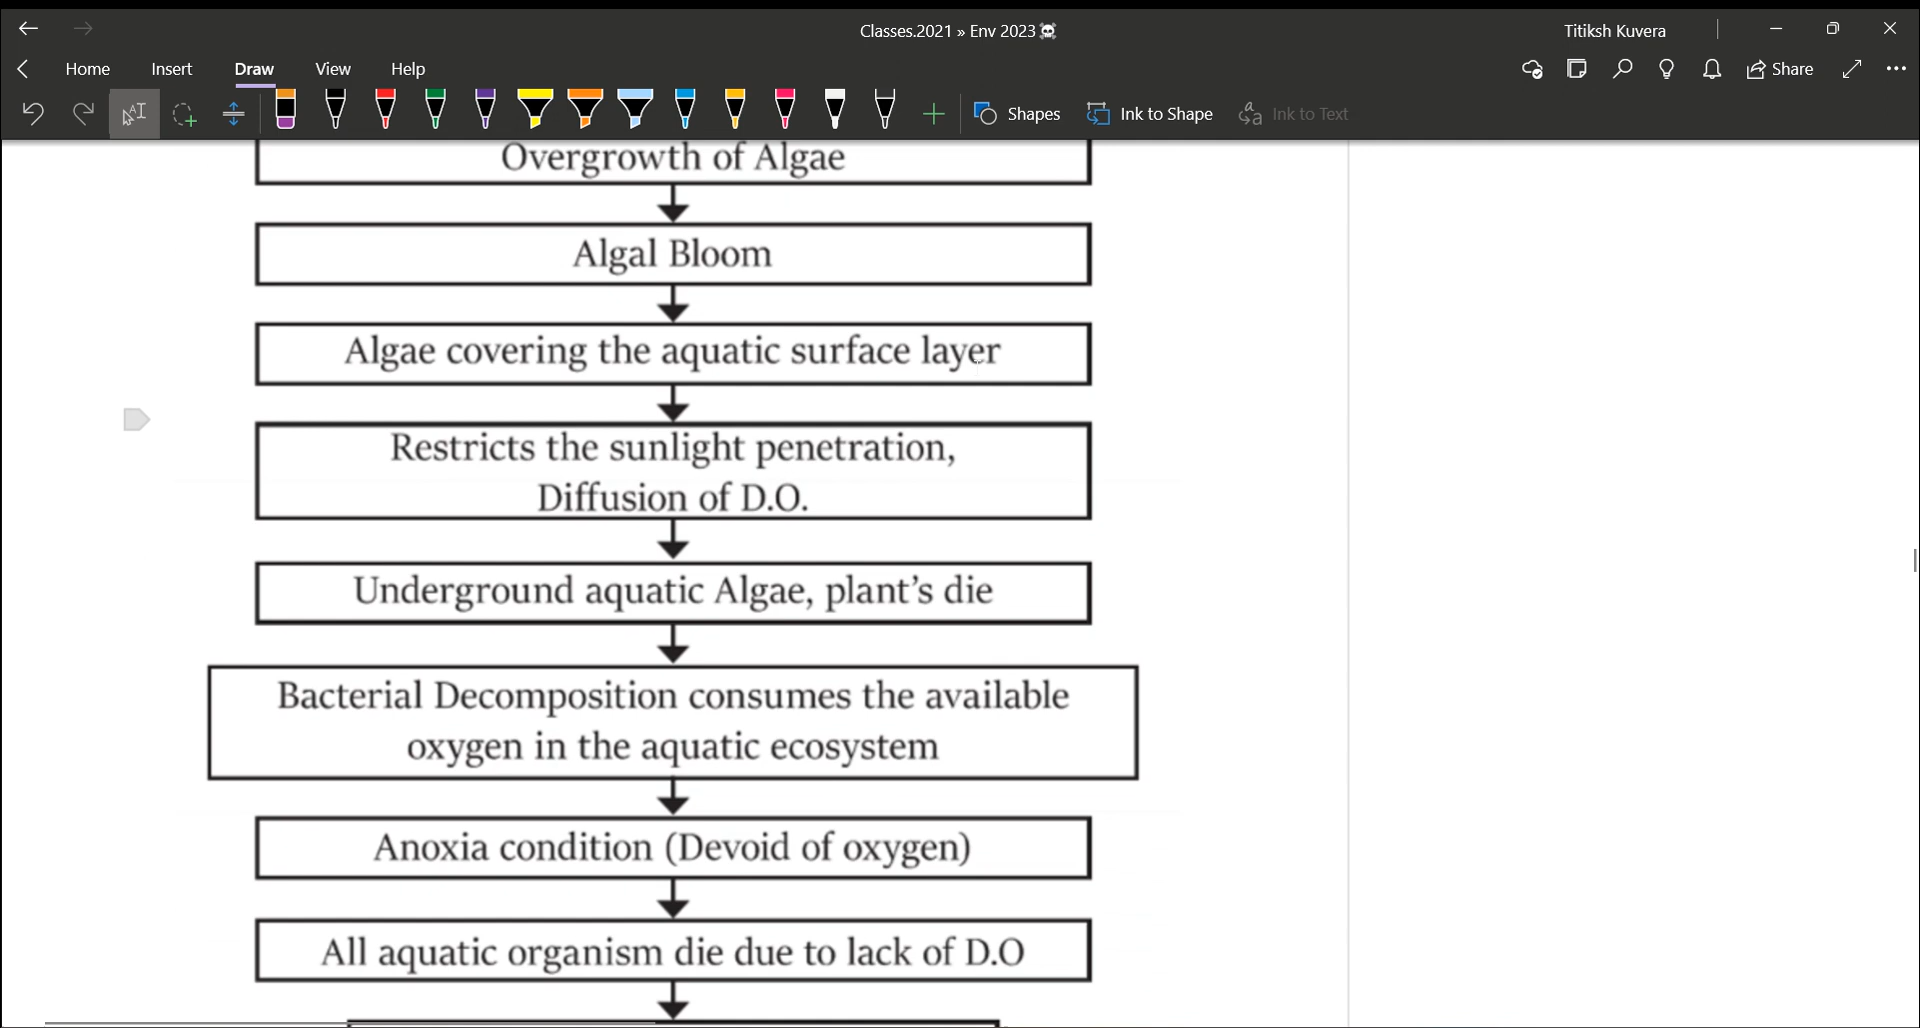 Classes.2021 » Env 2023☠
Titiksh Kuvera
Home Insert Draw View Help
Share
Shapes Ink to Shape Ink to Text
Overgrowth of Algae
Algal Bloom
Algae covering the aquatic surface layer
Restricts the sunlight penetration,
Diffusion of D.O.
Underground aquatic Algae, plant's die
Bacterial Decomposition consumes the available
oxygen in the aquatic ecosystem
Anoxia condition (Devoid of oxygen)
All aquatic organism die due to lack of D.O